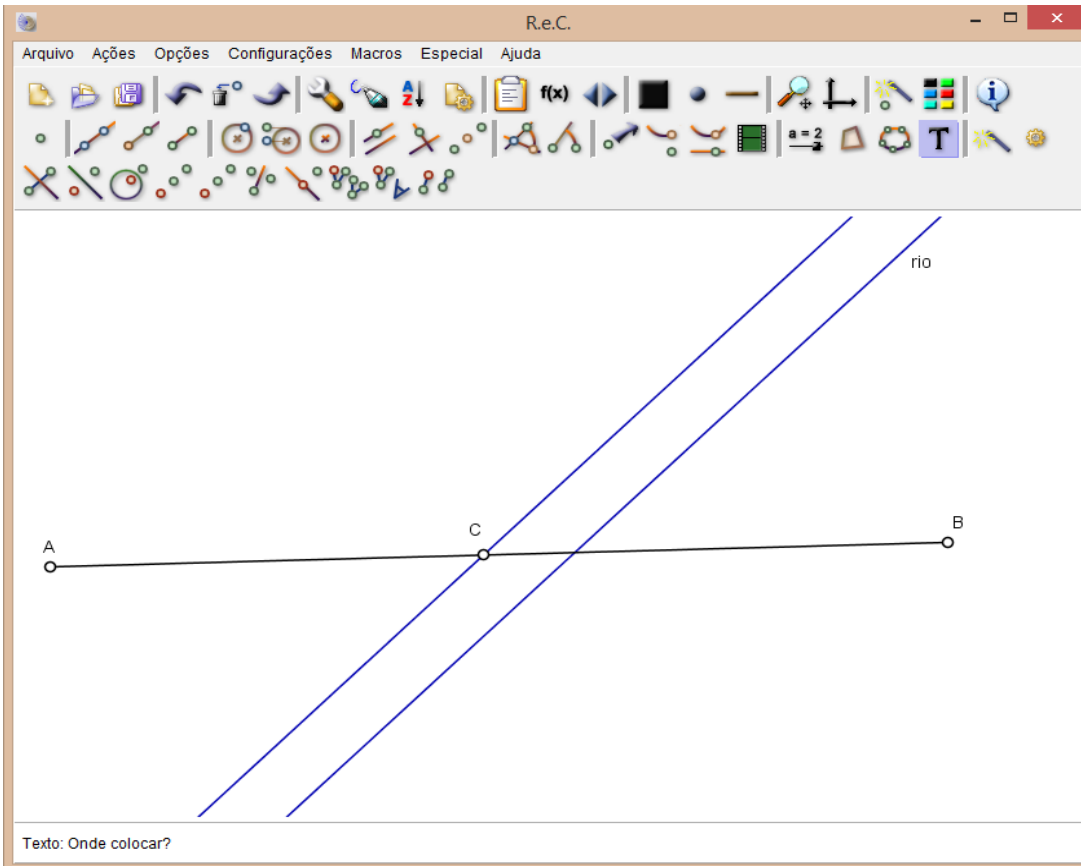 R.e.C.
Arquivo Ações Opções Configurações Macros Especial Ajuda
A Z f(x)
a = 2 T
rio
C
B
A
Texto: Onde colocar?